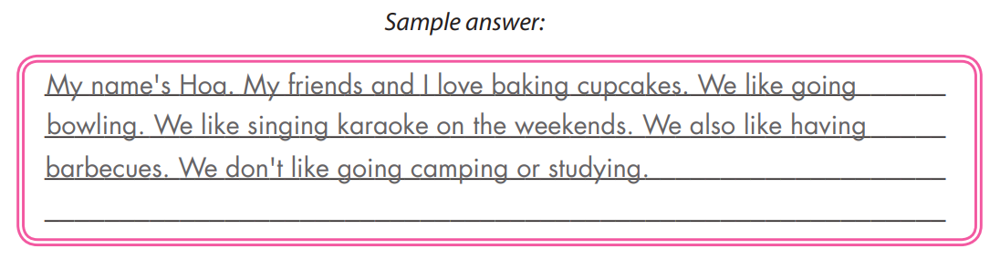 Sample answer:
My name's Hoa. My friends and I love baking cupcakes. We like going
bowling. We like singing karaoke on the weekends. We also like having
barbecues. We don't like going camping or studying.